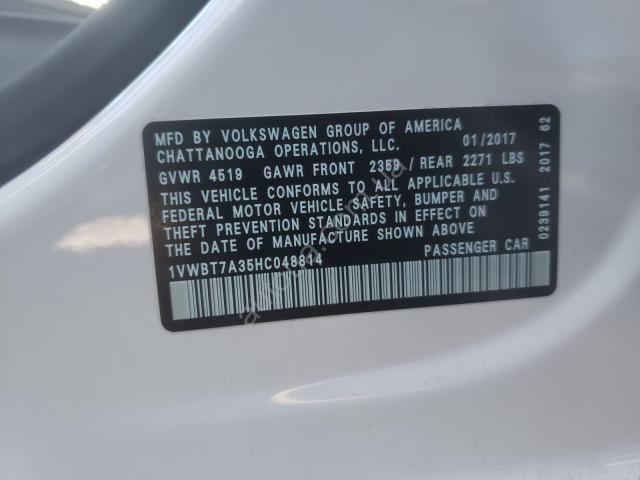 MFD BY VOLKSWAGEN GROUP OF AMERICA
CHATTANOOGA OPERATIONS, LLC. 01/2017
GVWR 4519 GAWR FRONT 2359/REAR 2271 LBS
THIS VEHICLE CONFORMS TO ALL APPLICABLE U.S.
FEDERAL MOTOR VEHICLE SAFETY, BUMPER AND
THEFT PREVENTION STANDARDS IN EFFECT ON
THE DATE OF MANUFACTURE SHOWN ABOVE
1VWBT7A35HC048814 PASSENGER CAR
0239141 2017 62